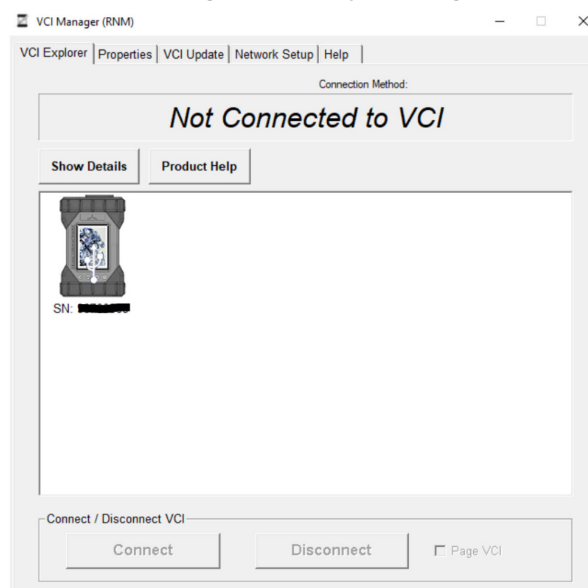 VCI Manager (RNM)
VCI Explorer Properties VCI Update Network Setup Help
Connection Method:
Not Connected to VCI
Show Details Product Help
SN:
Connect / Disconnect VCI
Connect Disconnect Page VCI